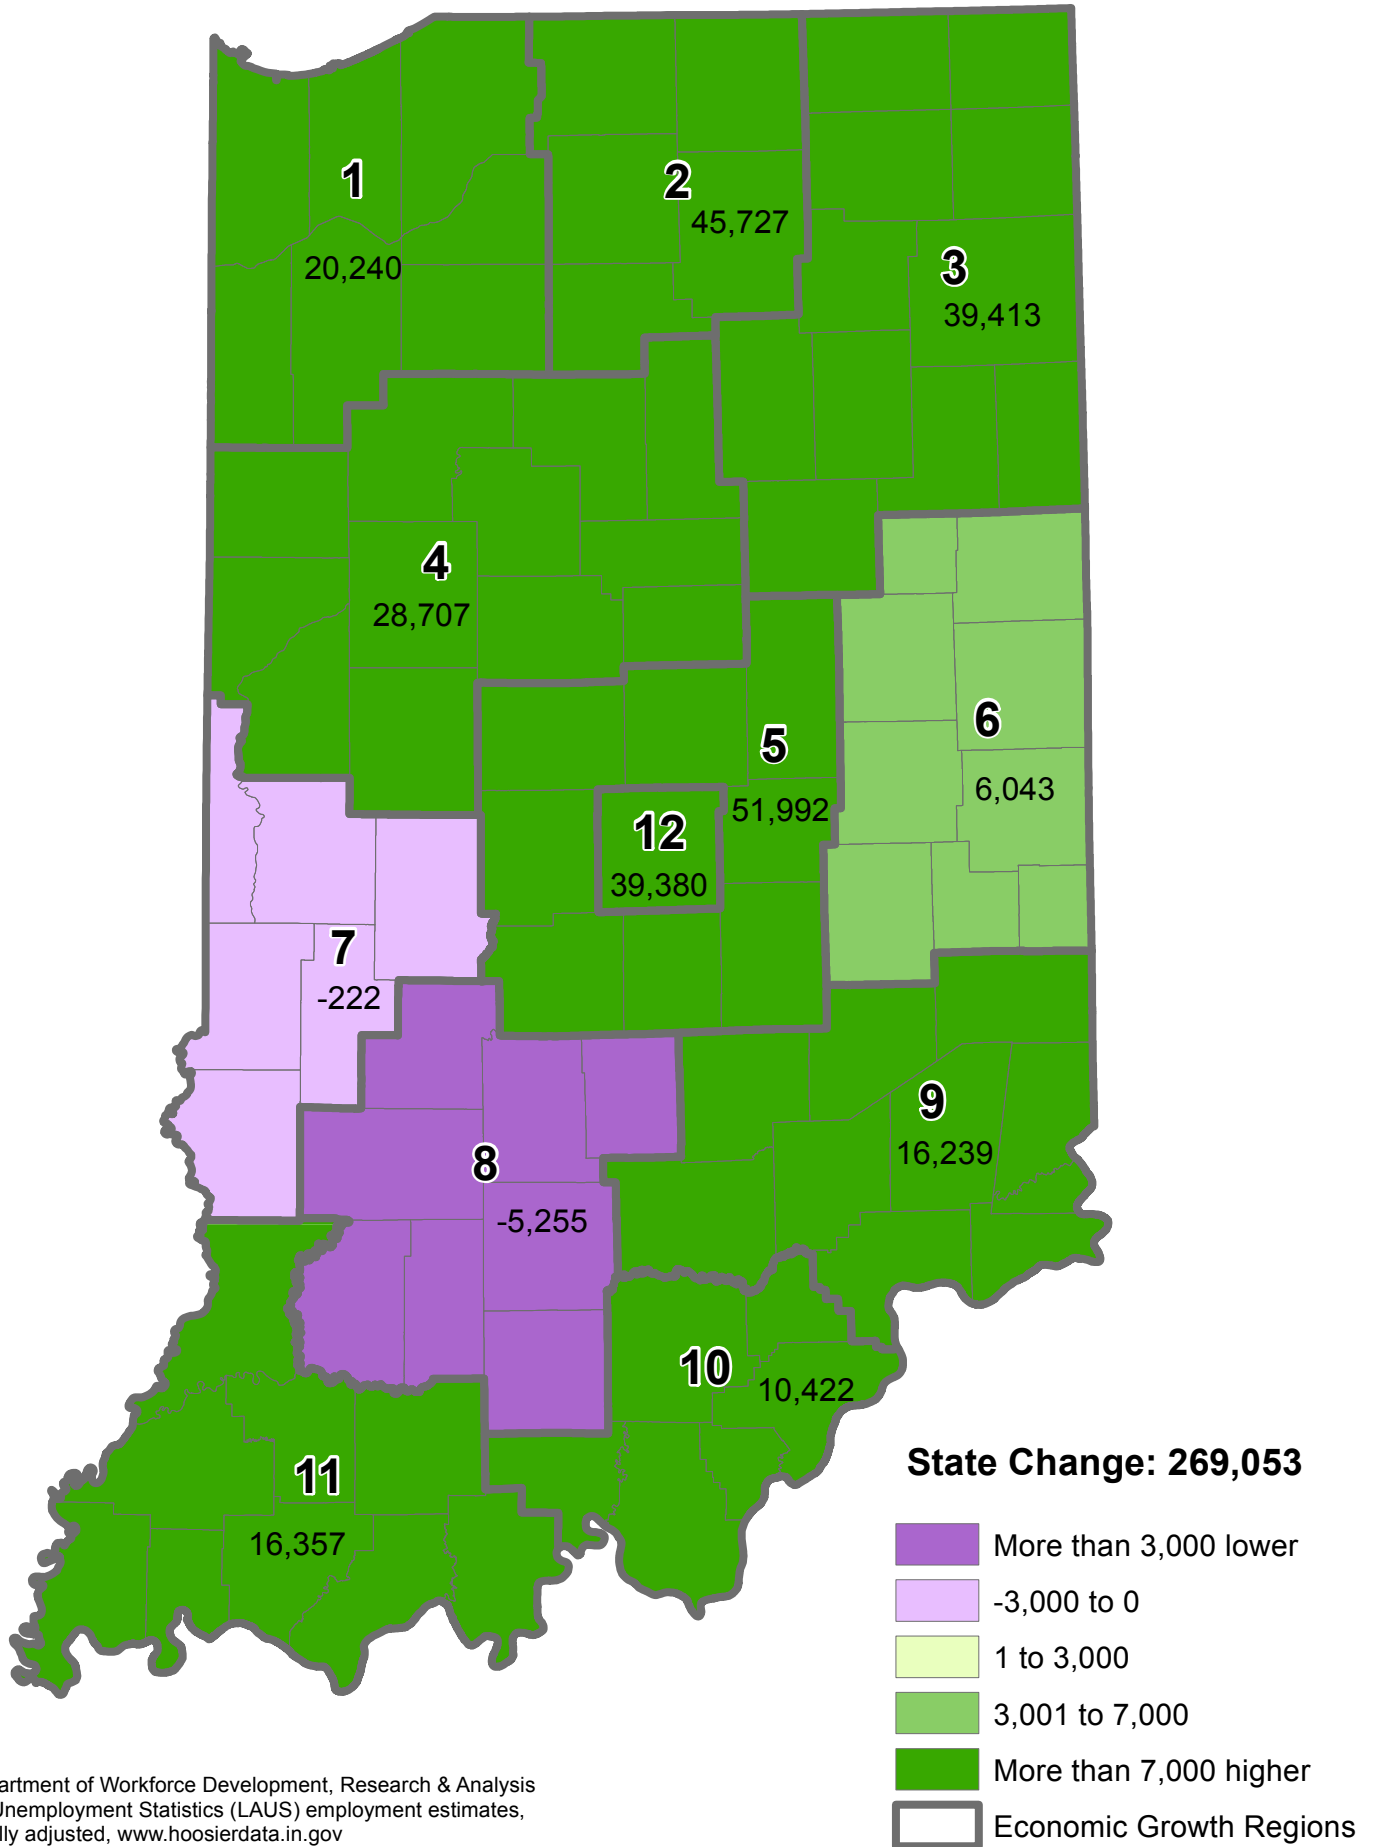 1
20,240
2
45,727
3
39,413
4
28,707
5
51,992
6
6,043
12
39,380
7
-222
8
-5,255
9
16,239
10
10,422
11
16,357
State Change: 269,053
More than 3,000 lower
-3,000 to 0
1 to 3,000
3,001 to 7,000
More than 7,000 higher
Economic Growth Regions
artment of Workforce Development, Research & Analysis
Unemployment Statistics (LAUS) employment estimates,
lly adjusted, www.hoosierdata.in.gov